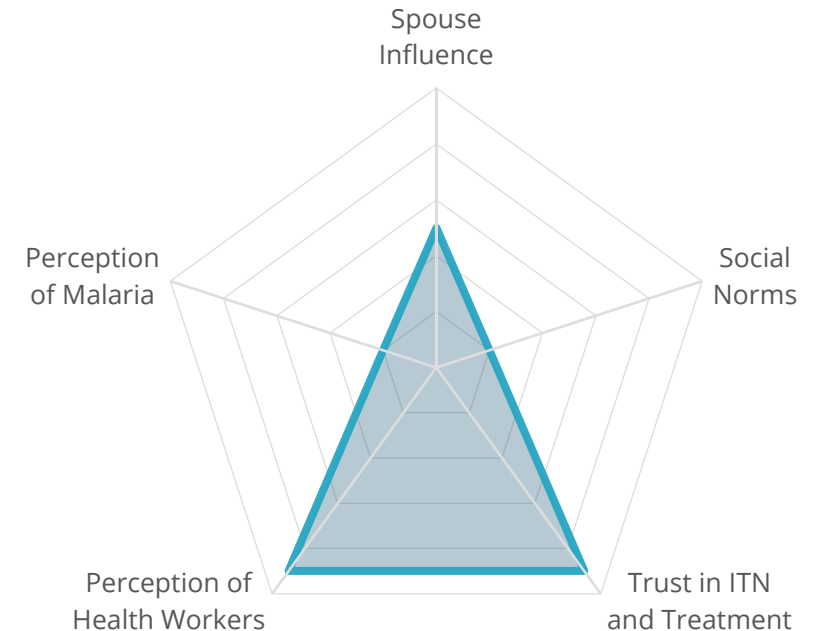 Spouse
Influence
Perception
of Malaria
Social
Norms
Perception of
Health Workers
Trust in ITN
and Treatment